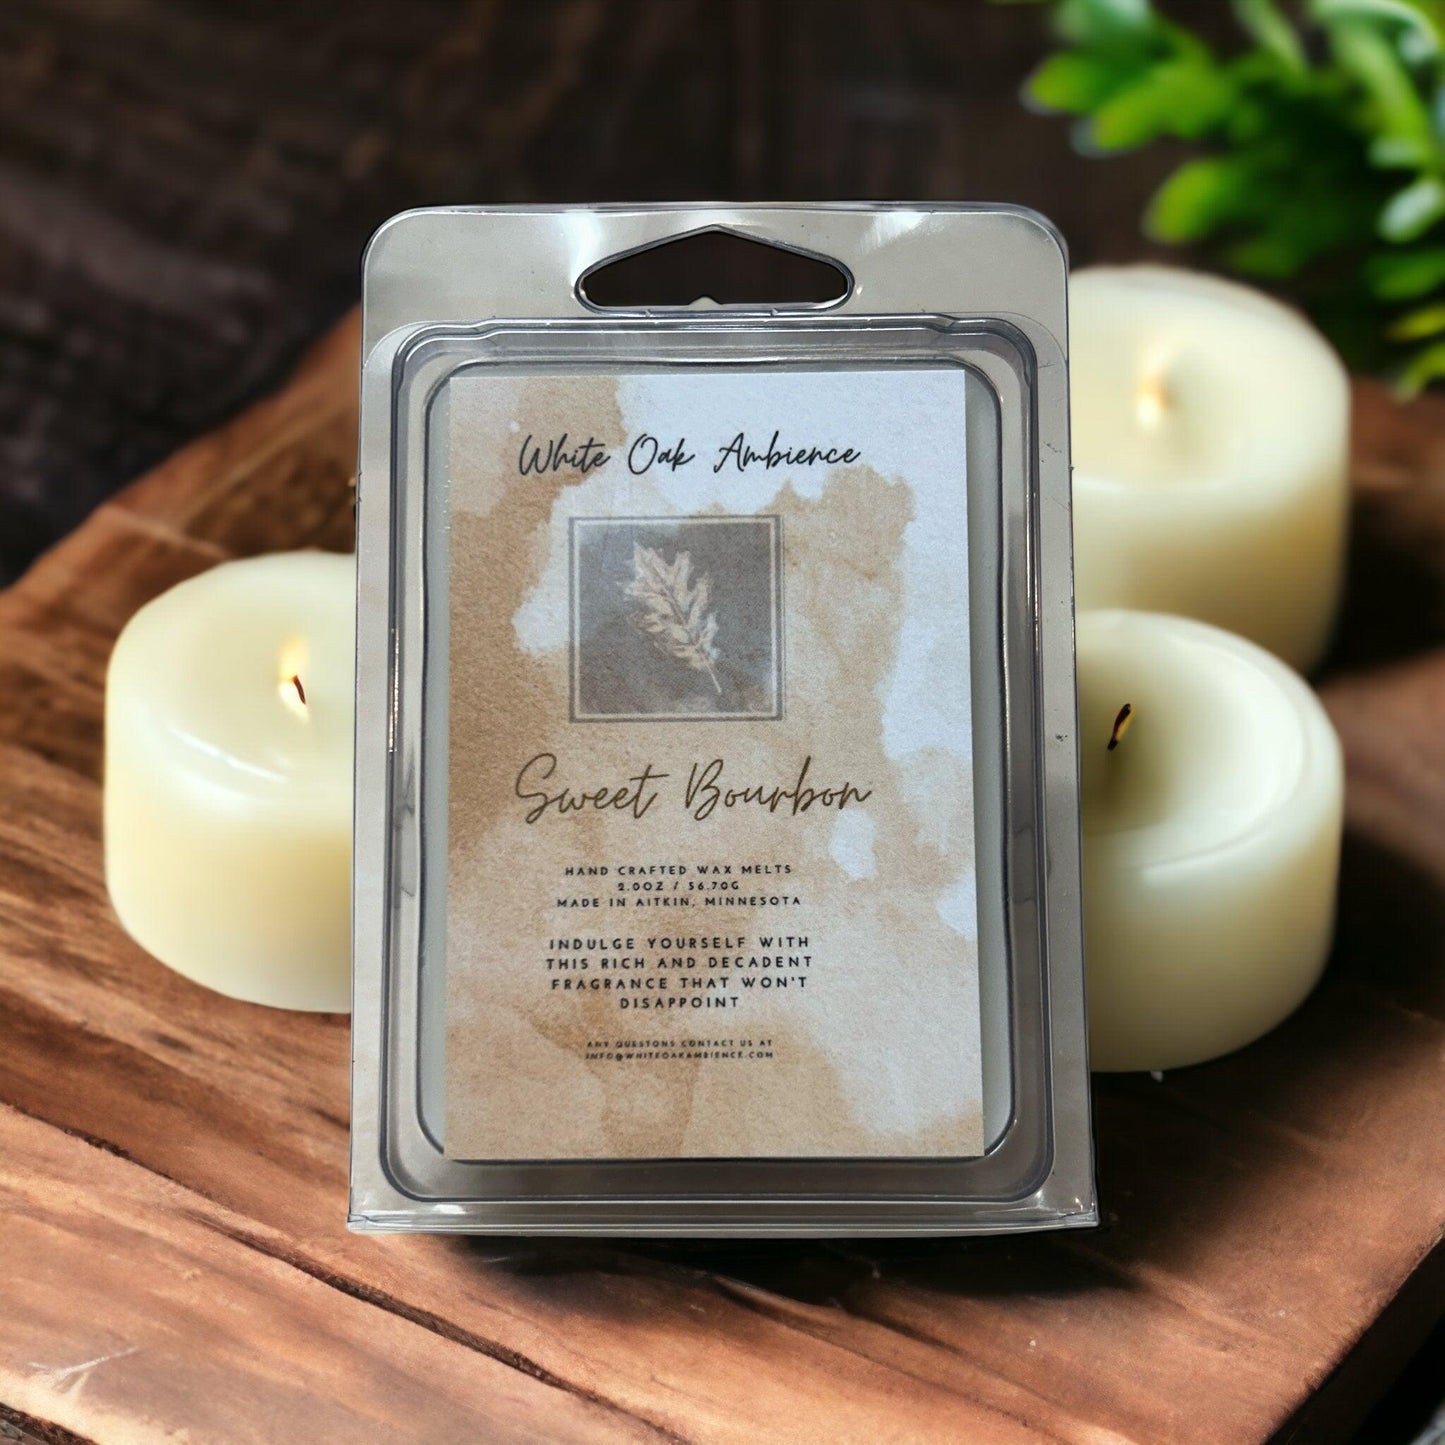 White Oak Ambience
Sweet Bourbon
HAND CRAFTED WAX MELTS
2.0OZ / 56.70G
MADE IN AITKIN, MINNESOTA
INDULGE YOURSELF WITH
THIS RICH AND DECADENT
FRAGRANCE THAT WON'T
DISAPPOINT
ANY QUESTONS CONTACT US AT
INFO@WHITEOAKAMBIENCE.COM